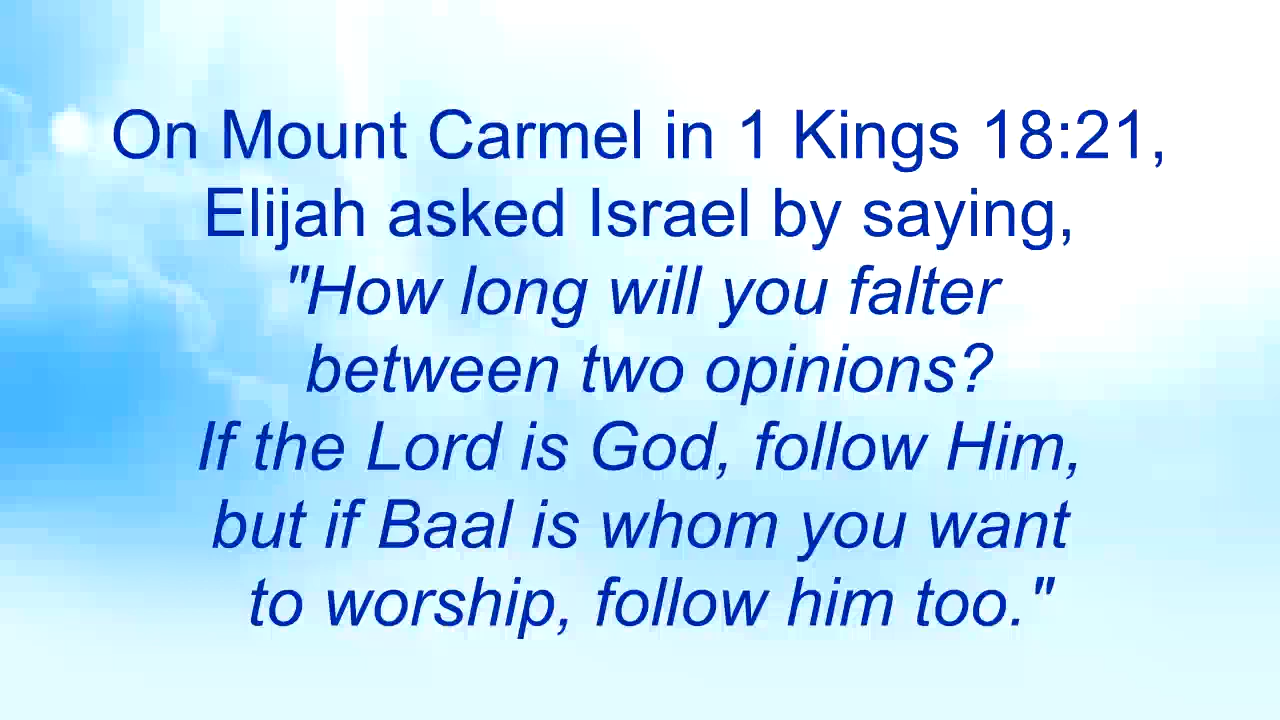 On Mount Carmel in 1 Kings 18:21,
Elijah asked Israel by saying,
"How long will you falter
between two opinions?
If the Lord is God, follow Him,
but if Baal is whom you want
to worship, follow him too."